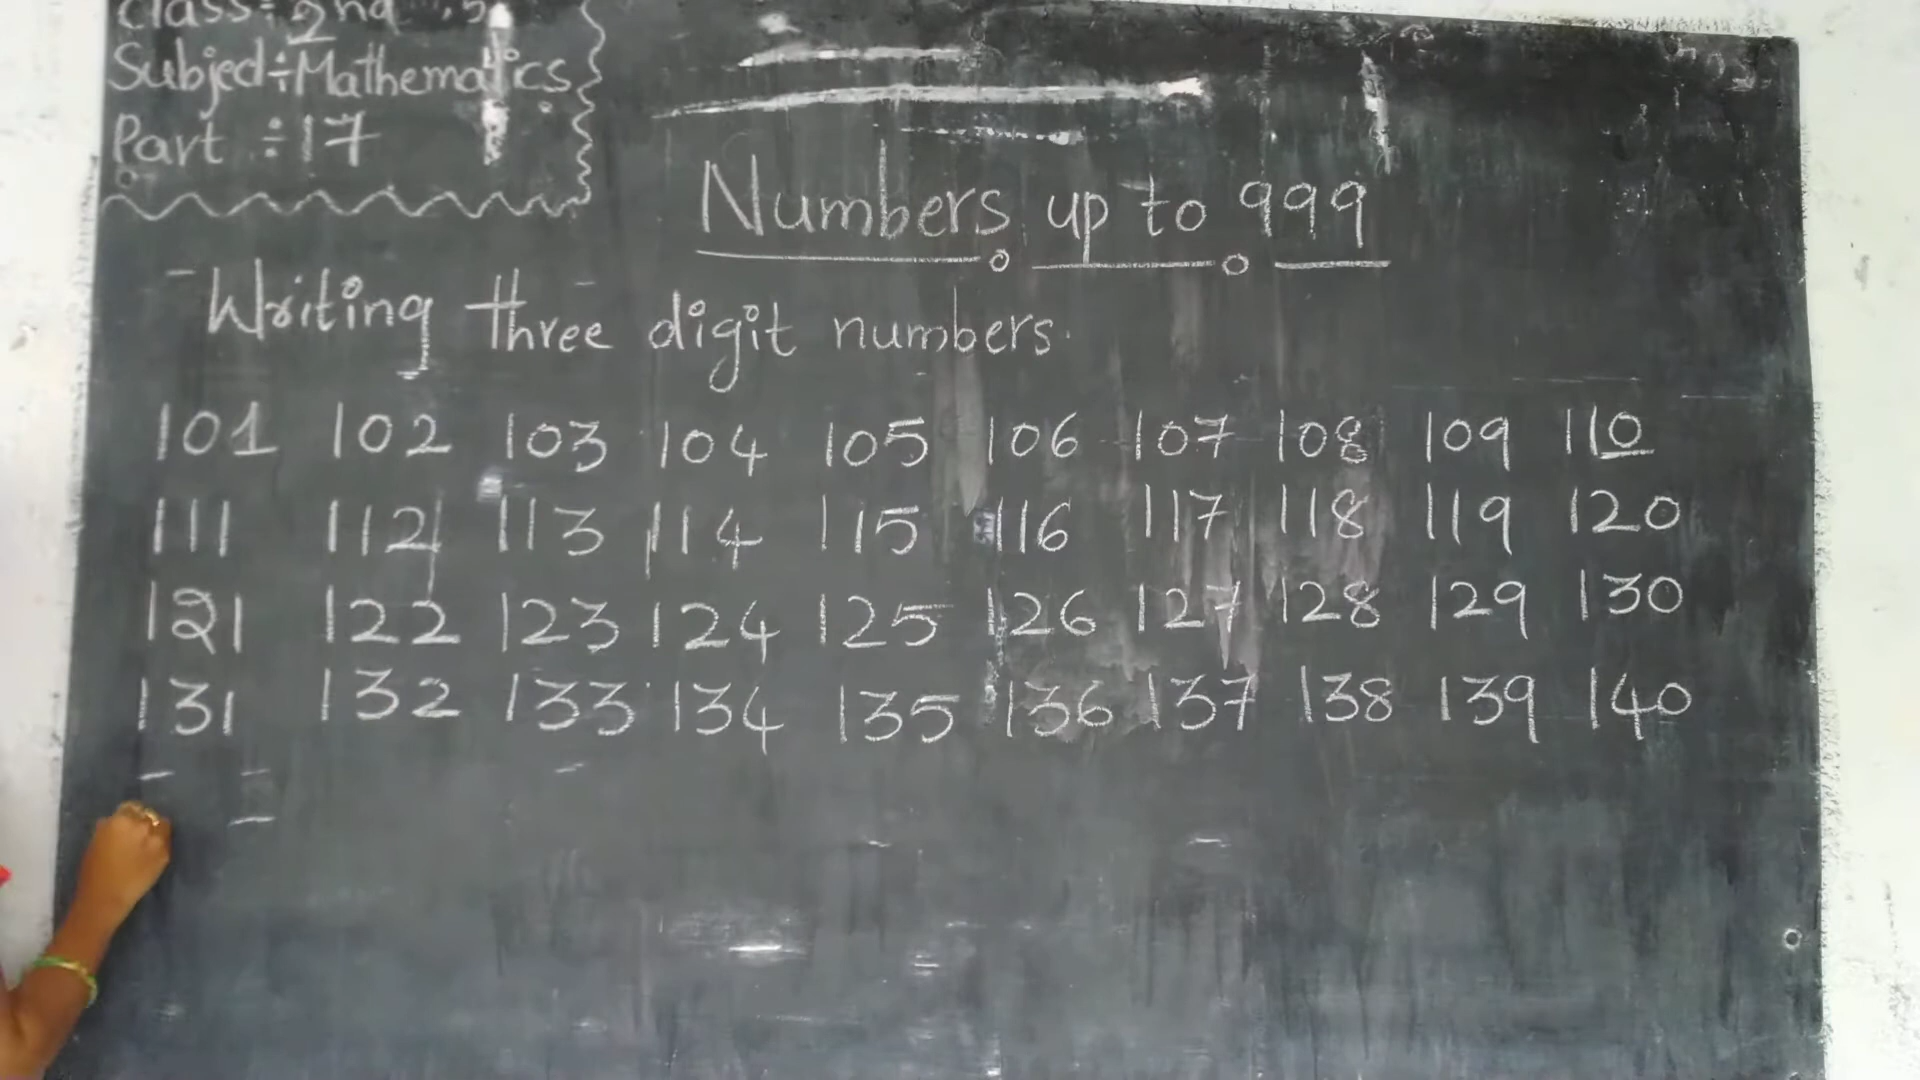 Class÷2nd
Subject÷Mathematics
Part ÷17
Numbers up to 999
Writing three digit numbers.
101 102 103 104 105 106 107 108 109 110
111 112 113 114 115 116 117 118 119 120
121 122 123 124 125 126 127 128 129 130
131 132 133 134 135 136 137 138 139 140